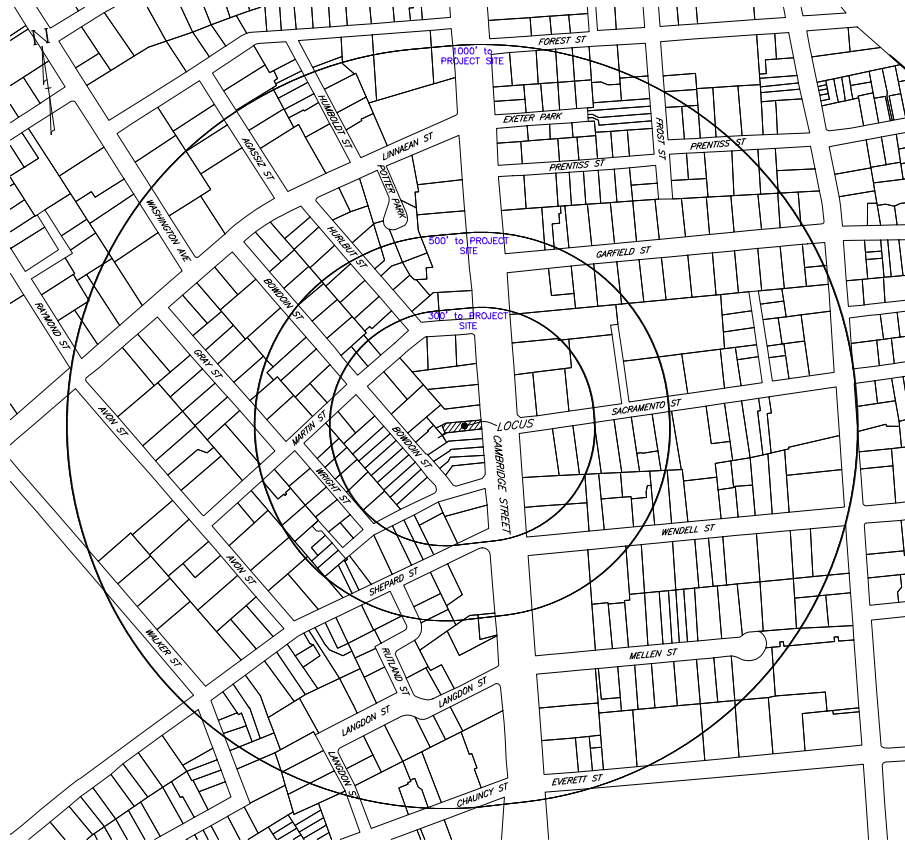 N
1000' to
PROJECT SITE
FOREST ST
HUMBOLDT ST
EXETER PARK
FROST ST
AGASSIZ ST
LINNAEAN ST
PRENTISS ST
PRENTISS ST
POTTER PARK
WASHINGTON AVE
HURLBUT ST
500' to PROJECT
SITE
GARFIELD ST
BOWDOIN ST
RAYMOND ST
300' to PROJECT
SITE
GRAY ST
AVON ST
MARTIN ST
SACRAMENTO ST
LOCUS
BOWDOIN ST
CAMBRIDGE STREET
WRIGHT ST
WENDELL ST
AVON ST
SHEPARD ST
WALKER ST
RUTLAND ST
MELLEN ST
LANGDON ST
LANGDON ST
LANGDON ST
EVERETT ST
CHAUNCY ST